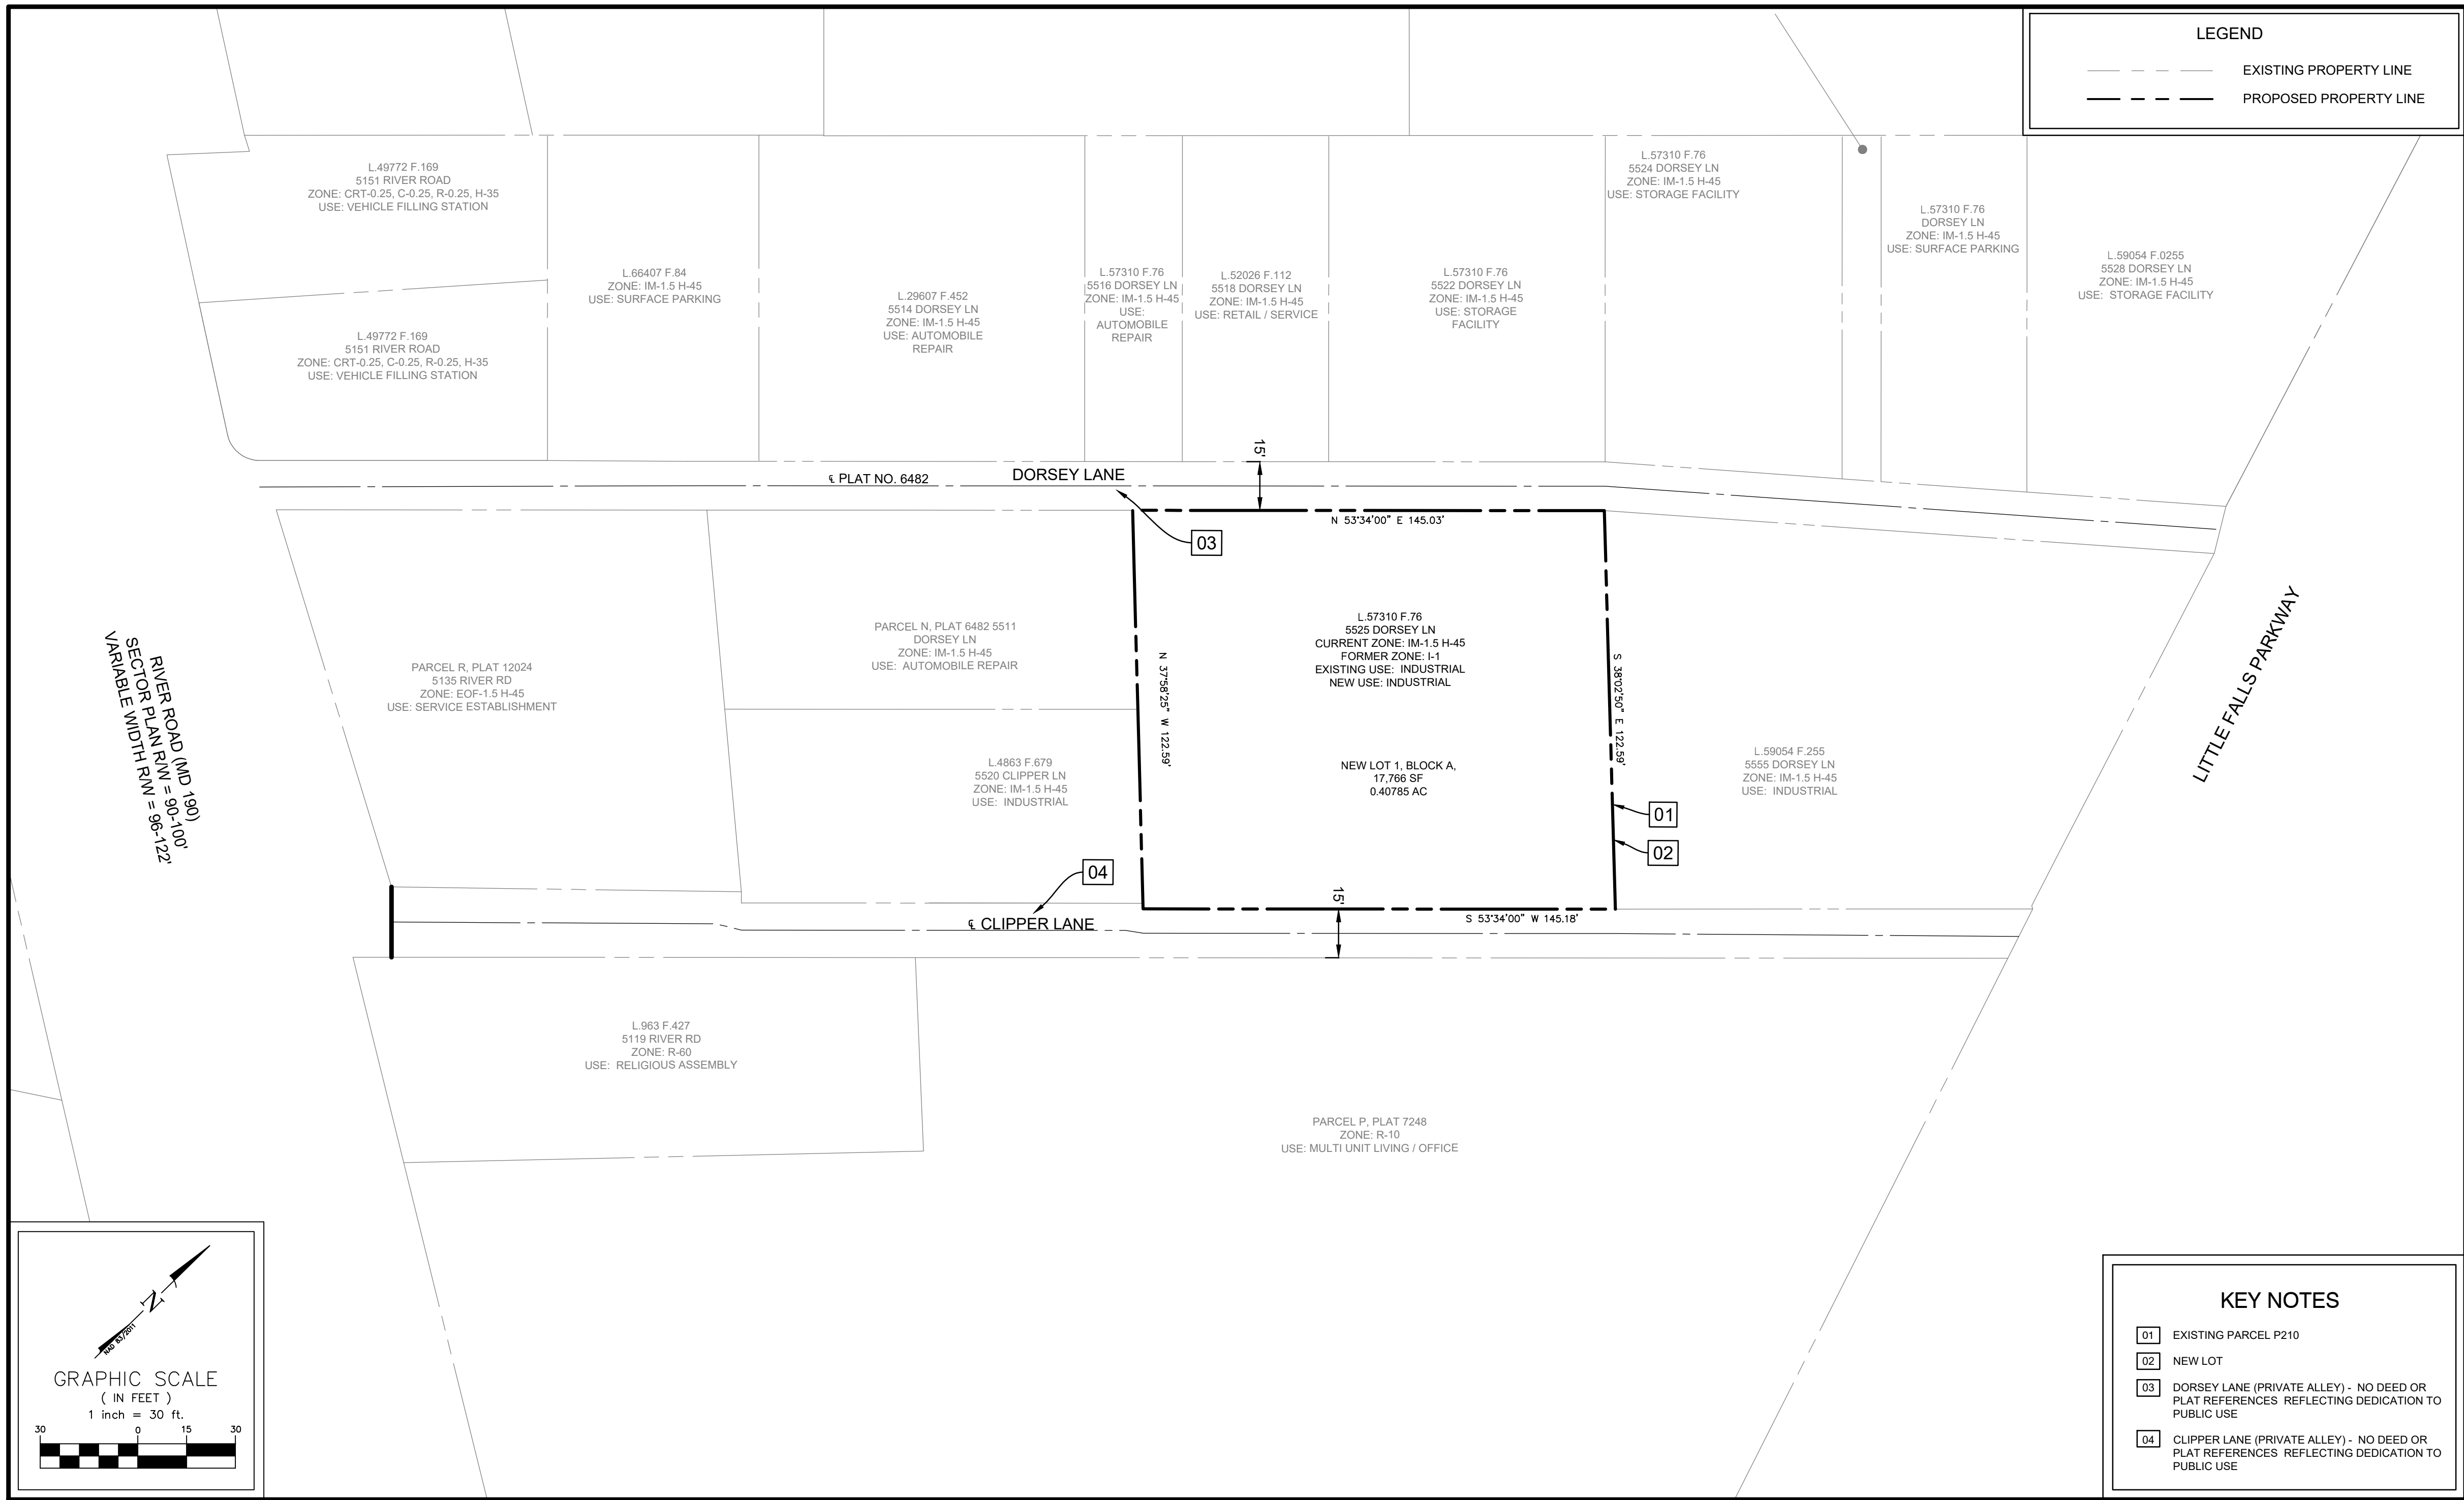 LEGEND
EXISTING PROPERTY LINE
PROPOSED PROPERTY LINE
L.49772 F.169
5151 RIVER ROAD
ZONE: CRT-0.25, C-0.25, R-0.25, H-35
USE: VEHICLE FILLING STATION
L.49772 F.169
5151 RIVER ROAD
ZONE: CRT-0.25, C-0.25, R-0.25, H-35
USE: VEHICLE FILLING STATION
L.66407 F.84
ZONE: IM-1.5 H-45
USE: SURFACE PARKING
L.29607 F.452
5514 DORSEY LN
ZONE: IM-1.5 H-45
USE: AUTOMOBILE
REPAIR
L.57310 F.76
5516 DORSEY LN
ZONE: IM-1.5 H-45
USE:
AUTOMOBILE
REPAIR
L.52026 F.112
5518 DORSEY LN
ZONE: IM-1.5 H-45
USE: RETAIL / SERVICE
L.57310 F.76
5522 DORSEY LN
ZONE: IM-1.5 H-45
USE: STORAGE
FACILITY
L.57310 F.76
5524 DORSEY LN
ZONE: IM-1.5 H-45
USE: STORAGE FACILITY
L.57310 F.76
DORSEY LN
ZONE: IM-1.5 H-45
USE: SURFACE PARKING
L.59054 F.0255
5528 DORSEY LN
ZONE: IM-1.5 H-45
USE: STORAGE FACILITY
℄ PLAT NO. 6482
DORSEY LANE
15'
N 53°34'00" E 145.03'
03
PARCEL R, PLAT 12024
5135 RIVER RD
ZONE: EOF-1.5 H-45
USE: SERVICE ESTABLISHMENT
PARCEL N, PLAT 6482 5511
DORSEY LN
ZONE: IM-1.5 H-45
USE: AUTOMOBILE REPAIR
L.4863 F.679
5520 CLIPPER LN
ZONE: IM-1.5 H-45
USE: INDUSTRIAL
N 37°58'25" W 122.59'
L.57310 F.76
5525 DORSEY LN
CURRENT ZONE: IM-1.5 H-45
FORMER ZONE: I-1
EXISTING USE: INDUSTRIAL
NEW USE: INDUSTRIAL
NEW LOT 1, BLOCK A,
17,766 SF
0.40785 AC
S 38°02'50" E 122.59'
01
02
L.59054 F.255
5555 DORSEY LN
ZONE: IM-1.5 H-45
USE: INDUSTRIAL
RIVER ROAD (MD 190)
SECTOR PLAN R/W = 90-100'
VARIABLE WIDTH R/W = 96-122'
LITTLE FALLS PARKWAY
04
℄ CLIPPER LANE
15'
S 53°34'00" W 145.18'
L.963 F.427
5119 RIVER RD
ZONE: R-60
USE: RELIGIOUS ASSEMBLY
PARCEL P, PLAT 7248
ZONE: R-10
USE: MULTI UNIT LIVING / OFFICE
N
NAD 83/2011
GRAPHIC SCALE
( IN FEET )
1 inch = 30 ft.
30 0 15 30
KEY NOTES
01 EXISTING PARCEL P210
02 NEW LOT
03 DORSEY LANE (PRIVATE ALLEY) - NO DEED OR
PLAT REFERENCES REFLECTING DEDICATION TO
PUBLIC USE
04 CLIPPER LANE (PRIVATE ALLEY) - NO DEED OR
PLAT REFERENCES REFLECTING DEDICATION TO
PUBLIC USE